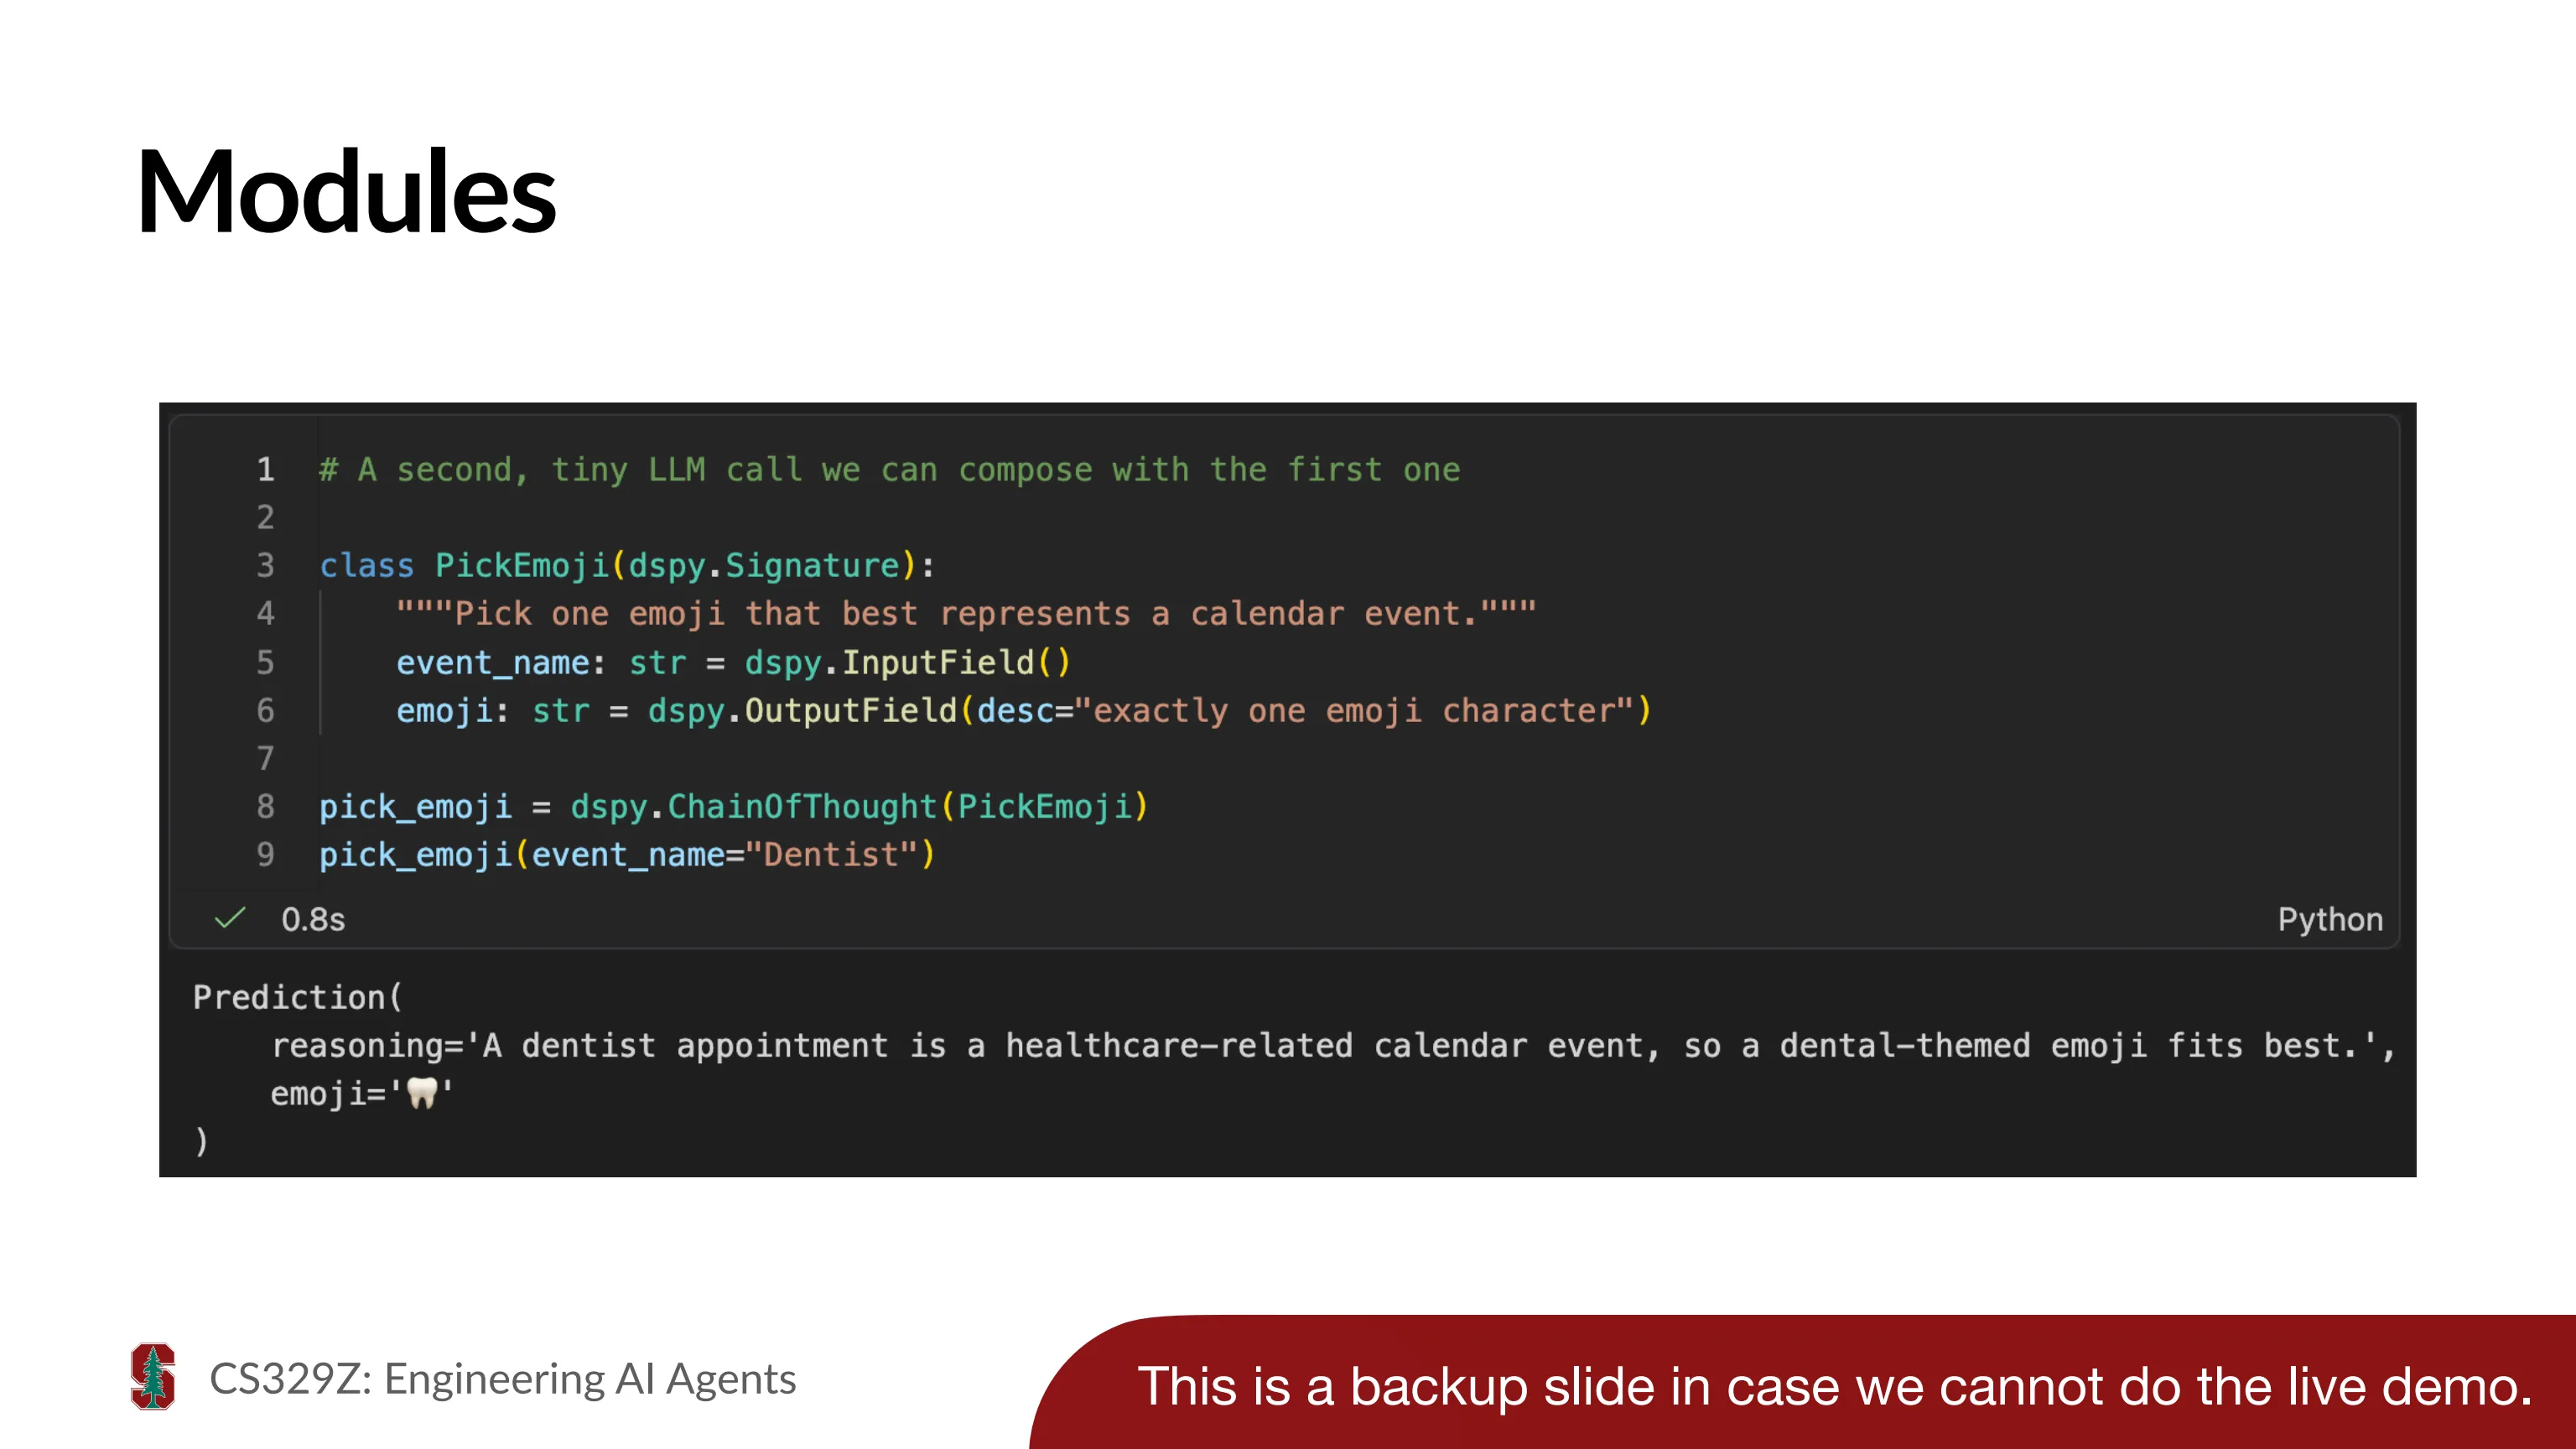 Modules
1 # A second, tiny LLM call we can compose with the first one
2
3 class PickEmoji(dspy.Signature):
4     """Pick one emoji that best represents a calendar event."""
5     event_name: str = dspy.InputField()
6     emoji: str = dspy.OutputField(desc="exactly one emoji character")
7
8 pick_emoji = dspy.ChainOfThought(PickEmoji)
9 pick_emoji(event_name="Dentist")
✓ 0.8s Python
Prediction(
    reasoning='A dentist appointment is a healthcare-related calendar event, so a dental-themed emoji fits best.',
    emoji='🦷'
)
CS329Z: Engineering AI Agents
This is a backup slide in case we cannot do the live demo.